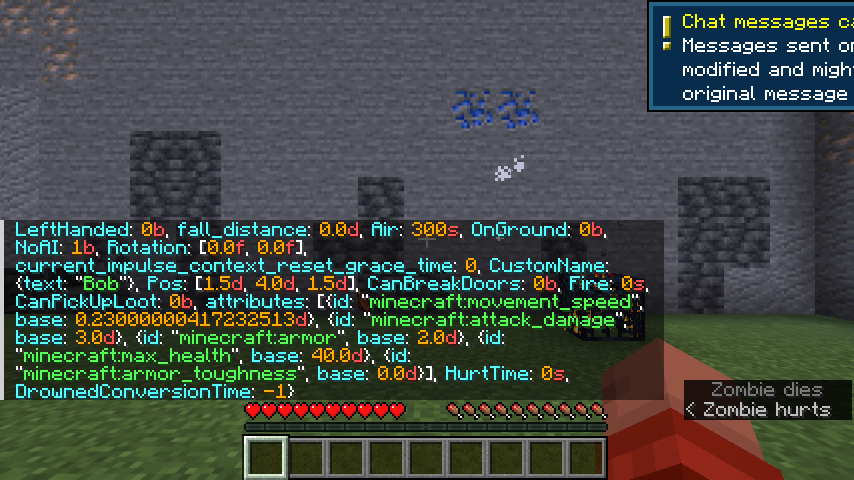 Chat messages ca
Messages sent on
modified and migh
original message
LeftHanded: 0b, fall_distance: 0.0d, Air: 300s, OnGround: 0b,
NoAI: 1b, Rotation: [0.0f, 0.0f],
current_impulse_context_reset_grace_time: 0, CustomName:
{text: "Bob"}, Pos: [1.5d, 4.0d, 1.5d], CanBreakDoors: 0b, Fire: 0s,
CanPickUpLoot: 0b, attributes: [{id: "minecraft:movement_speed",
base: 0.23000000417232513d}, {id: "minecraft:attack_damage",
base: 3.0d}, {id: "minecraft:armor", base: 2.0d}, {id:
"minecraft:max_health", base: 40.0d}, {id:
"minecraft:armor_toughness", base: 0.0d}], HurtTime: 0s,
DrownedConversionTime: -1}
Zombie dies
< Zombie hurts